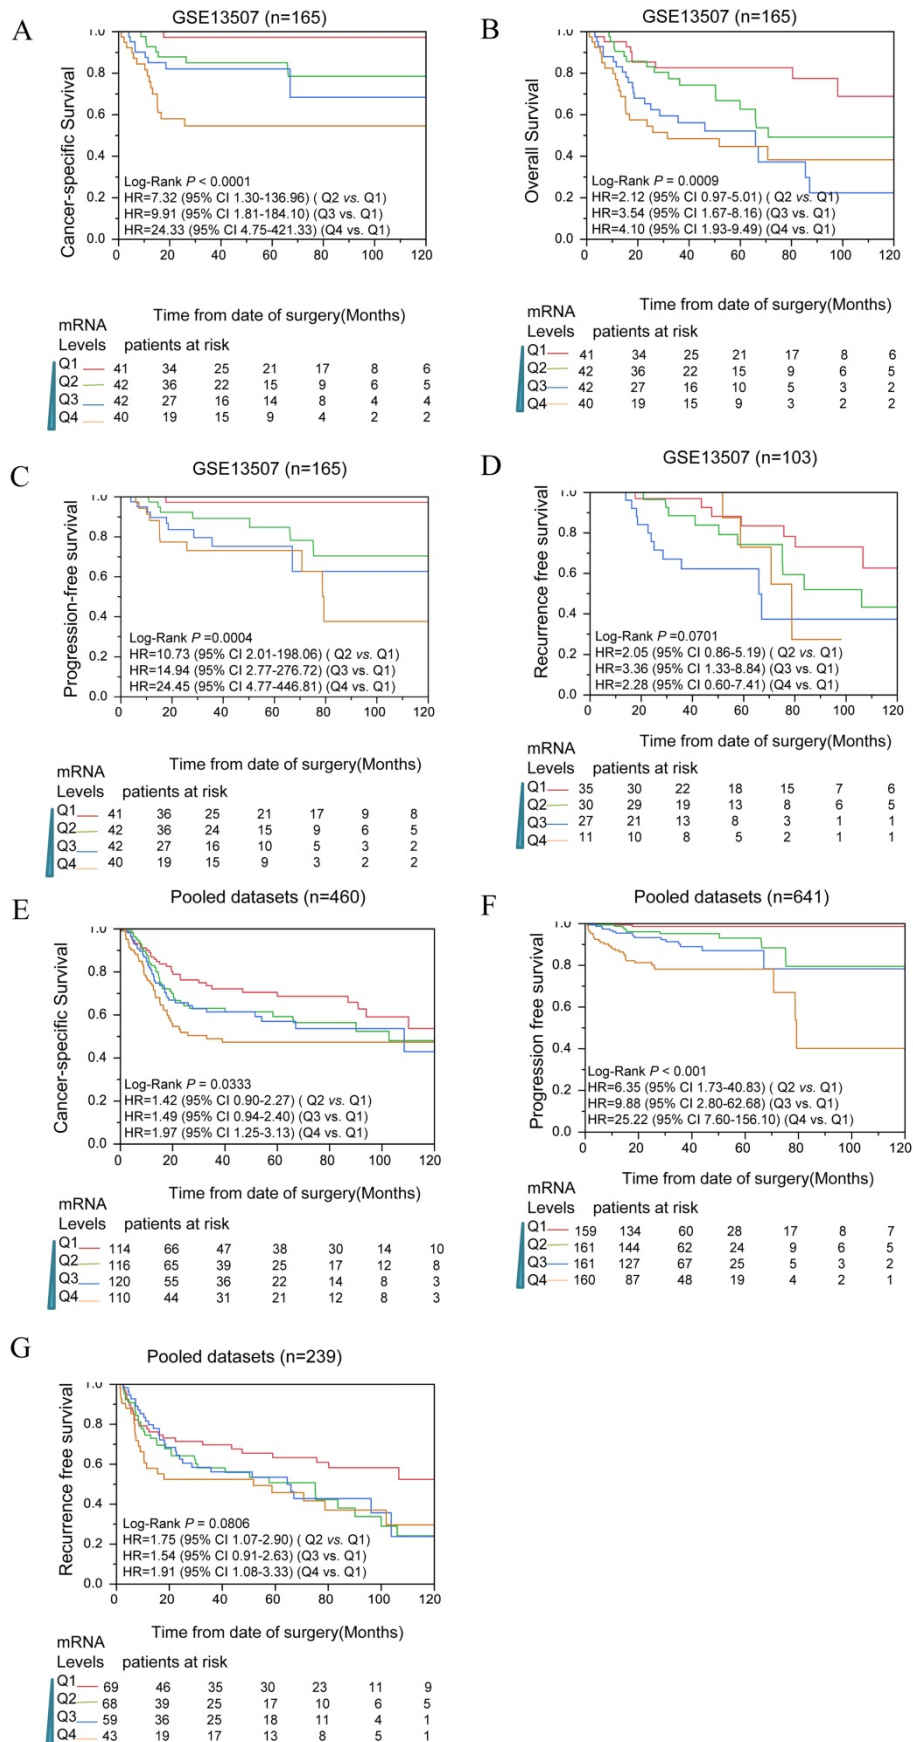 A
GSE13507 (n=165)
Cancer-specific Survival
1.0
0.8
0.6
0.4
0.2
0.0
Log-Rank P < 0.0001
HR=7.32 (95% CI 1.30-136.96) ( Q2 vs. Q1)
HR=9.91 (95% CI 1.81-184.10) (Q3 vs. Q1)
HR=24.33 (95% CI 4.75-421.33) (Q4 vs. Q1)
0 20 40 60 80 100 120
Time from date of surgery(Months)
mRNA
Levels patients at risk
Q1 41 34 25 21 17 8 6
Q2 42 36 22 15 9 6 5
Q3 42 27 16 14 8 4 4
Q4 40 19 15 9 4 2 2
B
GSE13507 (n=165)
Overall Survival
1.0
0.8
0.6
0.4
0.2
0.0
Log-Rank P = 0.0009
HR=2.12 (95% CI 0.97-5.01) ( Q2 vs. Q1)
HR=3.54 (95% CI 1.67-8.16) (Q3 vs. Q1)
HR=4.10 (95% CI 1.93-9.49) (Q4 vs. Q1)
0 20 40 60 80 100 120
Time from date of surgery(Months)
mRNA
Levels patients at risk
Q1 41 34 25 21 17 8 6
Q2 42 36 22 15 9 6 5
Q3 42 27 16 10 5 3 2
Q4 40 19 15 9 3 2 2
C
GSE13507 (n=165)
Progression-free survival
1.0
0.8
0.6
0.4
0.2
0.0
Log-Rank P =0.0004
HR=10.73 (95% CI 2.01-198.06) ( Q2 vs. Q1)
HR=14.94 (95% CI 2.77-276.72) (Q3 vs. Q1)
HR=24.45 (95% CI 4.77-446.81) (Q4 vs. Q1)
0 20 40 60 80 100 120
Time from date of surgery(Months)
mRNA
Levels patients at risk
Q1 41 36 25 21 17 9 8
Q2 42 36 24 15 9 6 5
Q3 42 27 16 10 5 3 2
Q4 40 19 15 9 3 2 2
D
GSE13507 (n=103)
Recurrence free survival
1.0
0.8
0.6
0.4
0.2
0.0
Log-Rank P =0.0701
HR=2.05 (95% CI 0.86-5.19) ( Q2 vs. Q1)
HR=3.36 (95% CI 1.33-8.84) (Q3 vs. Q1)
HR=2.28 (95% CI 0.60-7.41) (Q4 vs. Q1)
0 20 40 60 80 100 120
Time from date of surgery(Months)
mRNA
Levels patients at risk
Q1 35 30 22 18 15 7 6
Q2 30 29 19 13 8 6 5
Q3 27 21 13 8 3 1 1
Q4 11 10 8 5 2 1 1
E
Pooled datasets (n=460)
Cancer-specific Survival
1.0
0.8
0.6
0.4
0.2
0.0
Log-Rank P = 0.0333
HR=1.42 (95% CI 0.90-2.27) ( Q2 vs. Q1)
HR=1.49 (95% CI 0.94-2.40) (Q3 vs. Q1)
HR=1.97 (95% CI 1.25-3.13) (Q4 vs. Q1)
0 20 40 60 80 100 120
Time from date of surgery(Months)
mRNA
Levels patients at risk
Q1 114 66 47 38 30 14 10
Q2 116 65 39 25 17 12 8
Q3 120 55 36 22 14 8 3
Q4 110 44 31 21 12 8 3
F
Pooled datasets (n=641)
Progression free survival
1.0
0.8
0.6
0.4
0.2
0.0
Log-Rank P < 0.001
HR=6.35 (95% CI 1.73-40.83) ( Q2 vs. Q1)
HR=9.88 (95% CI 2.80-62.68) (Q3 vs. Q1)
HR=25.22 (95% CI 7.60-156.10) (Q4 vs. Q1)
0 20 40 60 80 100 120
Time from date of surgery(Months)
mRNA
Levels patients at risk
Q1 159 134 60 28 17 8 7
Q2 161 144 62 24 9 6 5
Q3 161 127 67 25 5 3 2
Q4 160 87 48 19 4 2 1
G
Pooled datasets (n=239)
Recurrence free survival
1.0
0.8
0.6
0.4
0.2
0.0
Log-Rank P = 0.0806
HR=1.75 (95% CI 1.07-2.90) ( Q2 vs. Q1)
HR=1.54 (95% CI 0.91-2.63) (Q3 vs. Q1)
HR=1.91 (95% CI 1.08-3.33) (Q4 vs. Q1)
0 20 40 60 80 100 120
Time from date of surgery(Months)
mRNA
Levels patients at risk
Q1 69 46 35 30 23 11 9
Q2 68 39 25 17 10 6 5
Q3 59 36 25 18 11 4 1
Q4 43 19 17 13 8 5 1